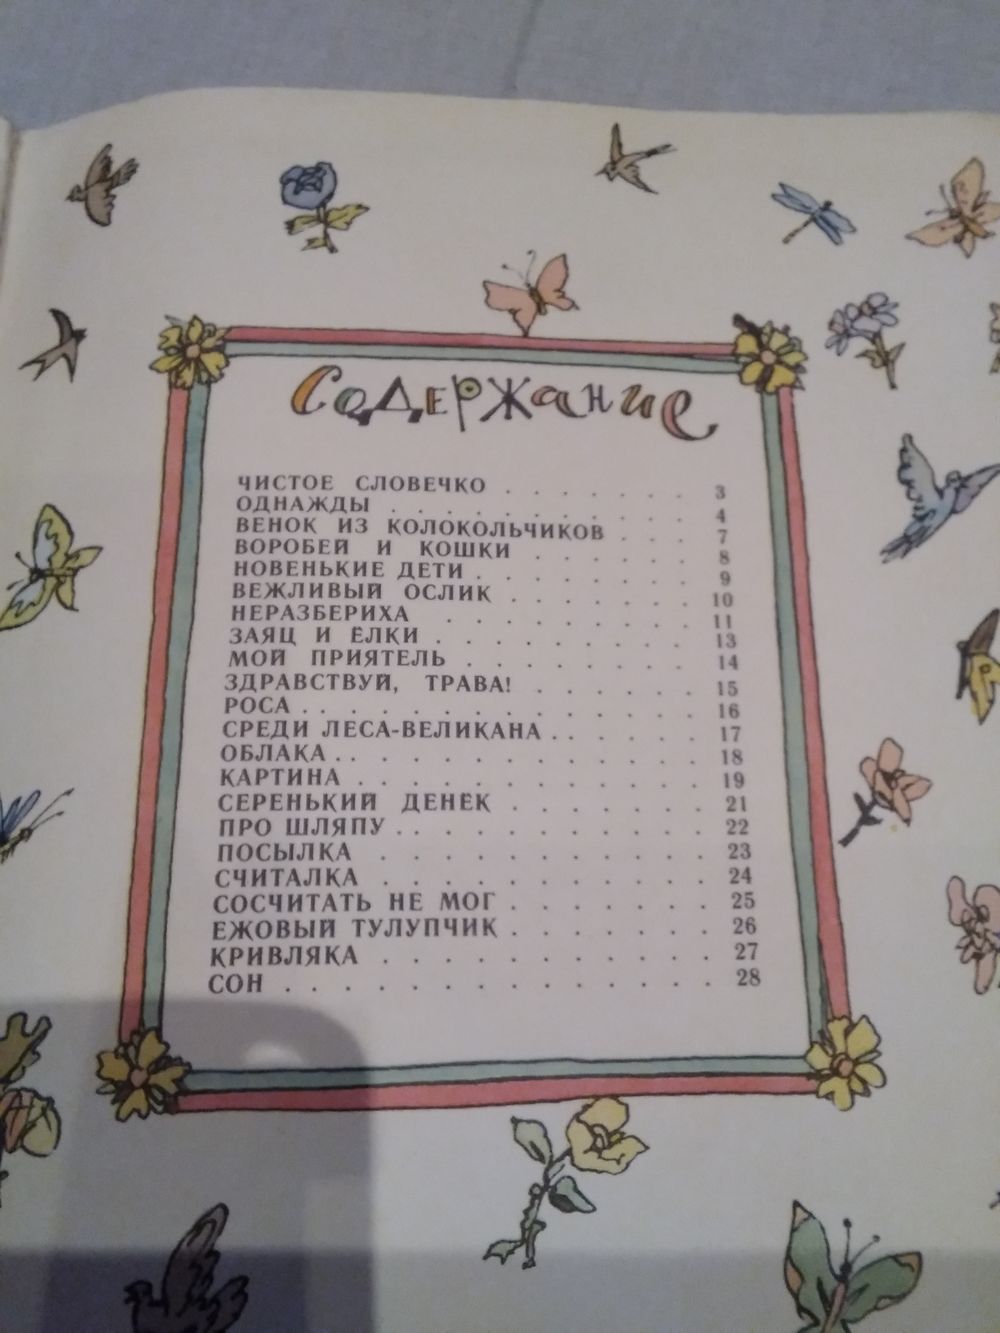 Содержание
ЧИСТОЕ СЛОВЕЧКО . . . . . . . 3
ОДНАЖДЫ . . . . . . . . . . . 4
ВЕНОК ИЗ КОЛОКОЛЬЧИКОВ . . . 7
ВОРОБЕЙ И КОШКИ . . . . . . 8
НОВЕНЬКИЕ ДЕТИ . . . . . . . . 9
ВЕЖЛИВЫЙ ОСЛИК . . . . . . . 10
НЕРАЗБЕРИХА . . . . . . . . . 11
ЗАЯЦ И ЁЛКИ . . . . . . . . . 13
МОЙ ПРИЯТЕЛЬ . . . . . . . . 14
ЗДРАВСТВУЙ, ТРАВА! . . . . . . 15
РОСА . . . . . . . . . . . . . 16
СРЕДИ ЛЕСА-ВЕЛИКАНА . . . . . . 17
ОБЛАКА . . . . . . . . . . . . 18
КАРТИНА . . . . . . . . . . . 19
СЕРЕНЬКИЙ ДЕНЁК . . . . . . . 21
ПРО ШЛЯПУ . . . . . . . . . . 22
ПОСЫЛКА . . . . . . . . . . . 23
СЧИТАЛКА . . . . . . . . . . . 24
СОСЧИТАТЬ НЕ МОГ . . . . . . . 25
ЕЖОВЫЙ ТУЛУПЧИК . . . . . . . 26
КРИВЛЯКА . . . . . . . . . . . 27
СОН . . . . . . . . . . . . . . 28